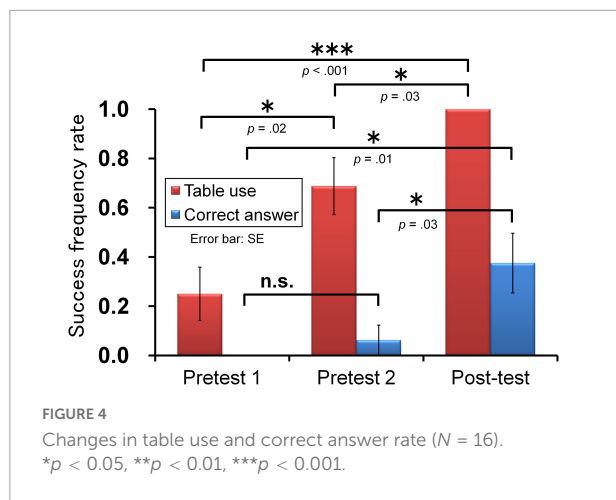 ***
p < .001
*
p = .03
1.0
*
p = .02
*
p = .01
0.8
Table use
Correct answer
Error bar: SE
0.6
*
p = .03
0.4
n.s.
0.2
0.0
Success frequency rate
Pretest 1 Pretest 2 Post-test
FIGURE 4
Changes in table use and correct answer rate (N = 16).
*p < 0.05, **p < 0.01, ***p < 0.001.